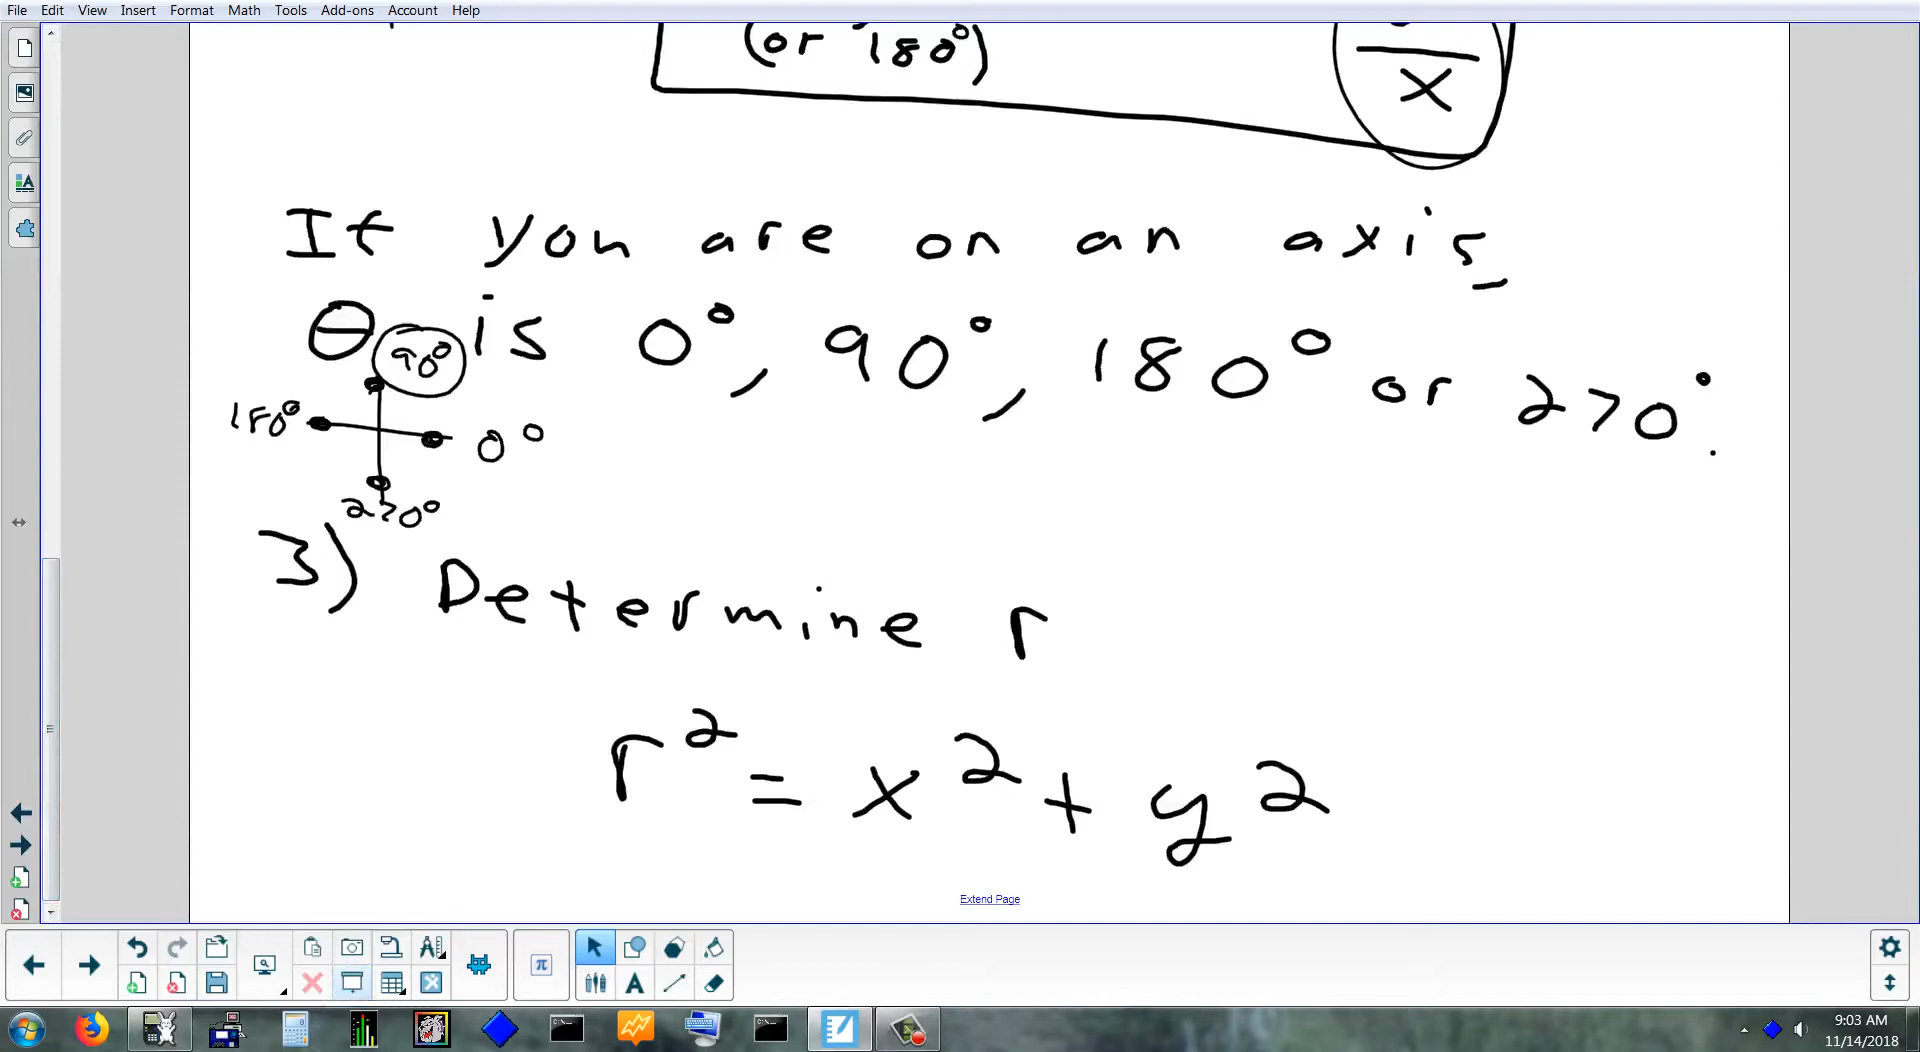 File Edit View Insert Format Math Tools Add-ons Account Help
(or 180°)
x
If you are on an axis,
θ is 0°, 90°, 180° or 270°.
90°
180°
0°
270°
3) Determine r
r² = x² + y²
Extend Page
π
A
9:03 AM
11/14/2018